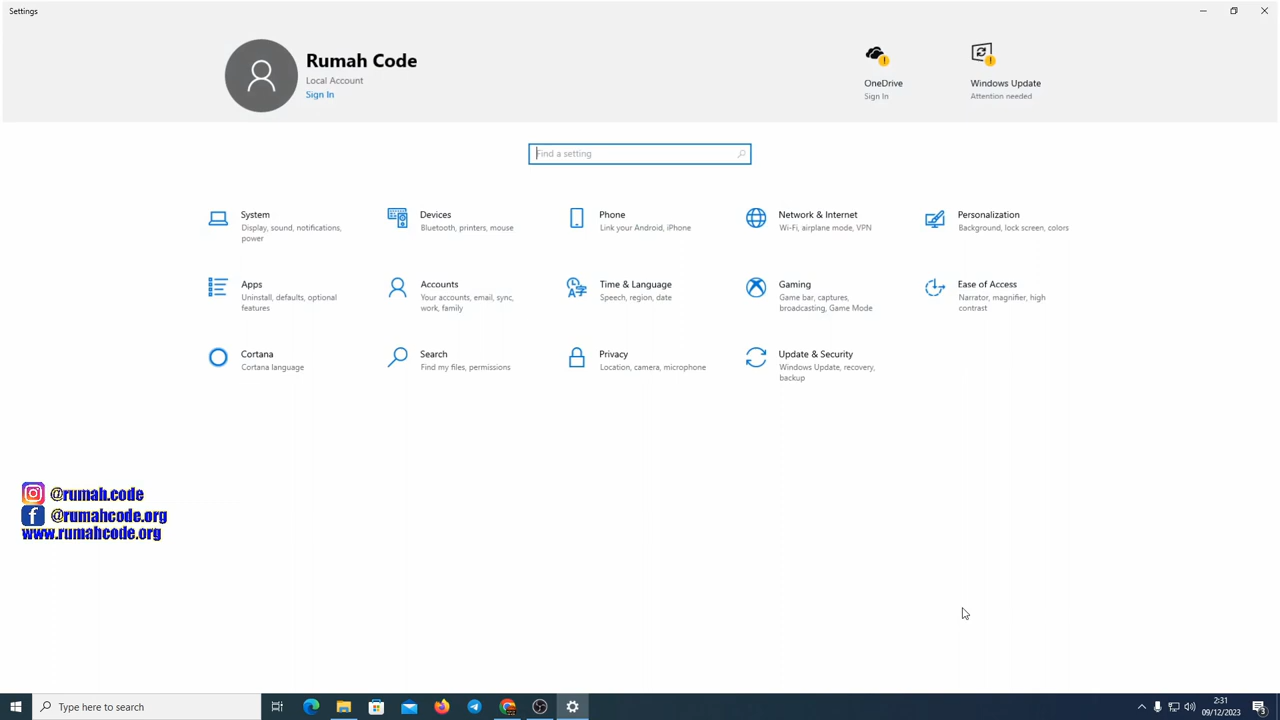 Settings
Rumah Code
Local Account
Sign In
OneDrive
Sign In
Windows Update
Attention needed
Find a setting
System
Display, sound, notifications,
power
Devices
Bluetooth, printers, mouse
Phone
Link your Android, iPhone
Network & Internet
Wi-Fi, airplane mode, VPN
Personalization
Background, lock screen, colors
Apps
Uninstall, defaults, optional
features
Accounts
Your accounts, email, sync,
work, family
Time & Language
Speech, region, date
Gaming
Game bar, captures,
broadcasting, Game Mode
Ease of Access
Narrator, magnifier, high
contrast
Cortana
Cortana language
Search
Find my files, permissions
Privacy
Location, camera, microphone
Update & Security
Windows Update, recovery,
backup
@rumah.code
@rumahcode.org
www.rumahcode.org
Type here to search
2:31
09/12/2023